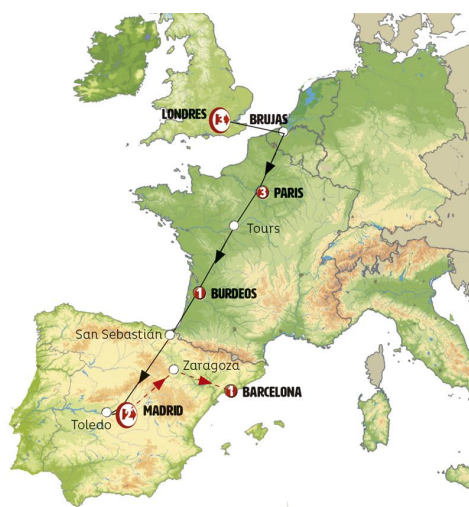 LONDRES 3 BRUJAS
3 PARIS
Tours
1 BURDEOS
San Sebastián
Zaragoza
1 BARCELONA
2 MADRID
Toledo